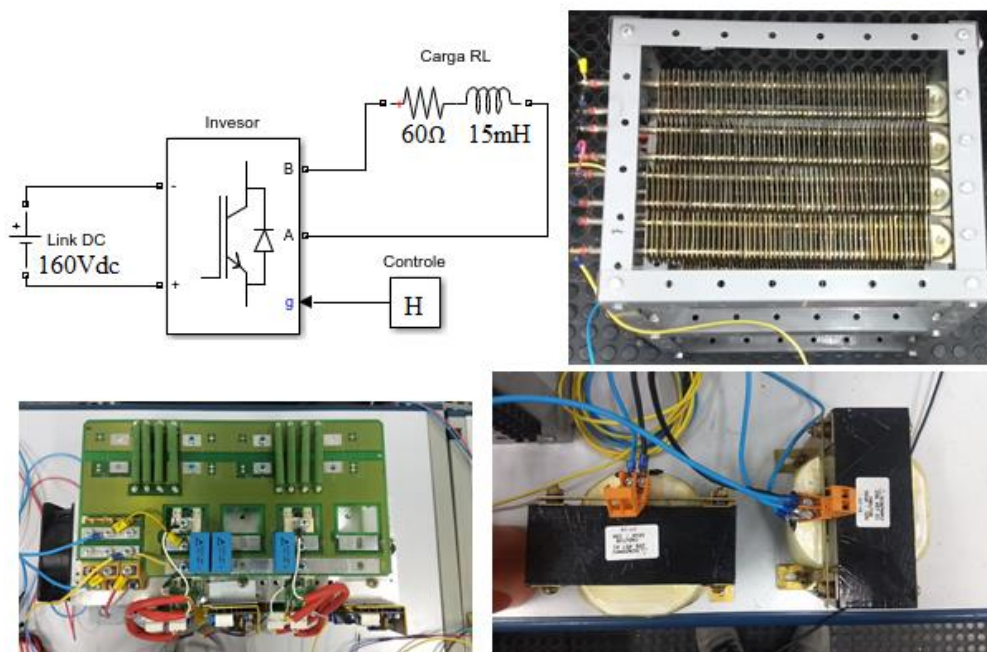 Carga RL
60Ω
15mH
Invesor
B
-
+
Link DC
160Vdc
A
Controle
+
g
H